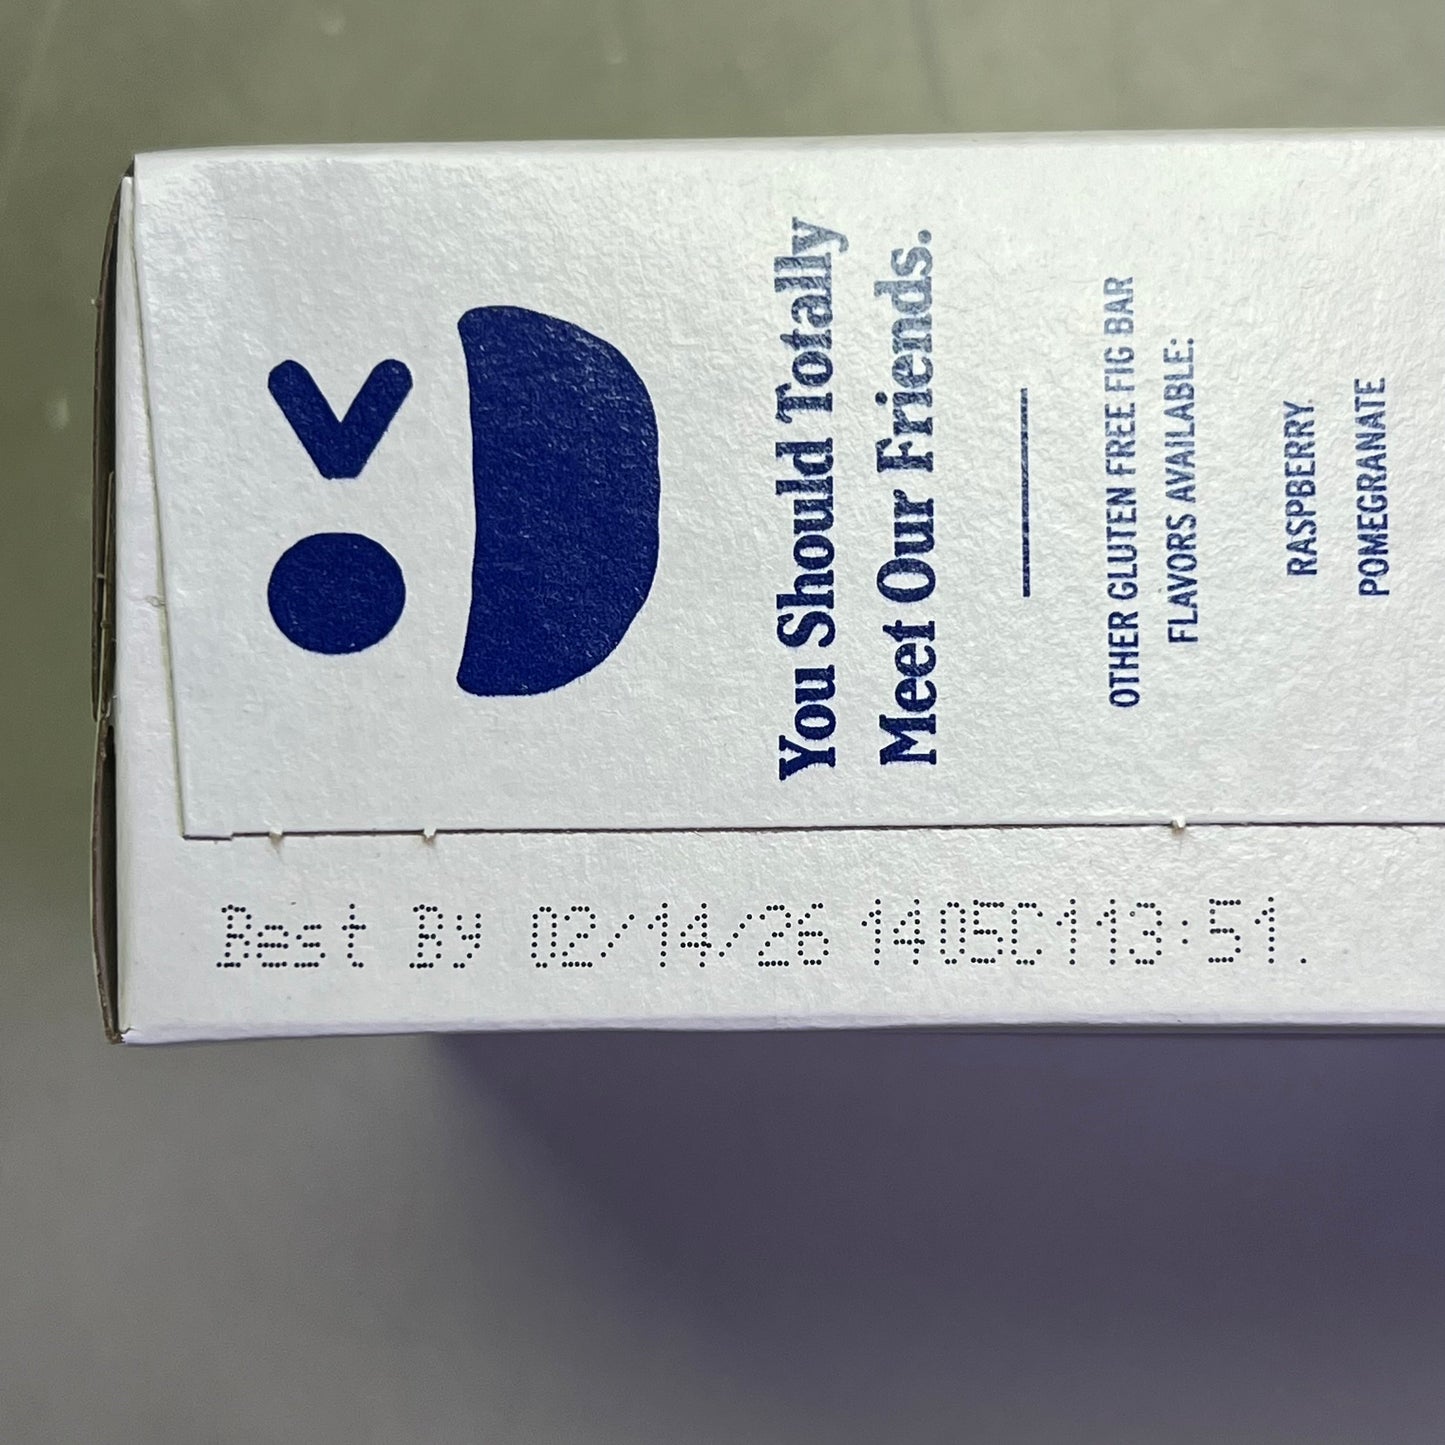 You Should Totally
Meet Our Friends.
OTHER GLUTEN FREE FIG BAR
FLAVORS AVAILABLE:
RASPBERRY
POMEGRANATE
Best By 02/14/26 1405C113:51.